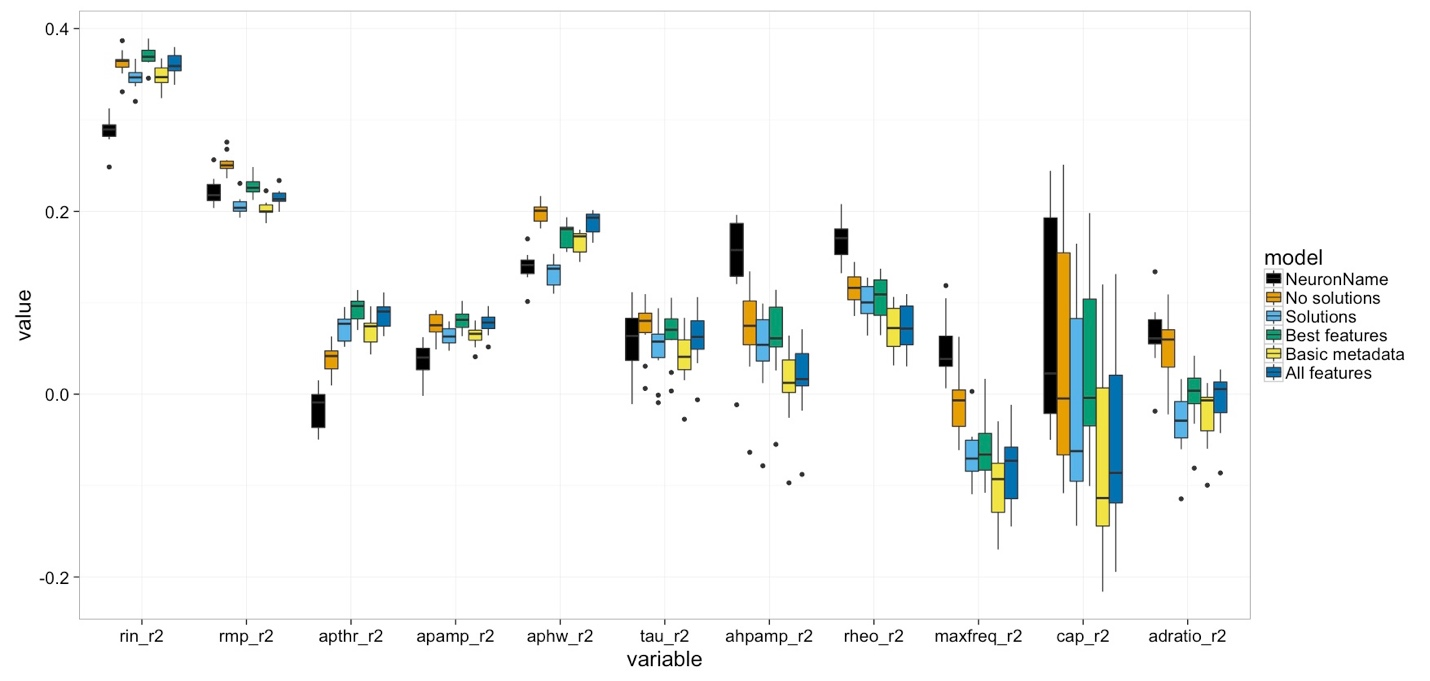 0.4
0.2
0.0
-0.2
value
rin_r2 rmp_r2 apthr_r2 apamp_r2 aphw_r2 tau_r2 ahpamp_r2 rheo_r2 maxfreq_r2 cap_r2 adratio_r2
variable
model
NeuronName
No solutions
Solutions
Best features
Basic metadata
All features